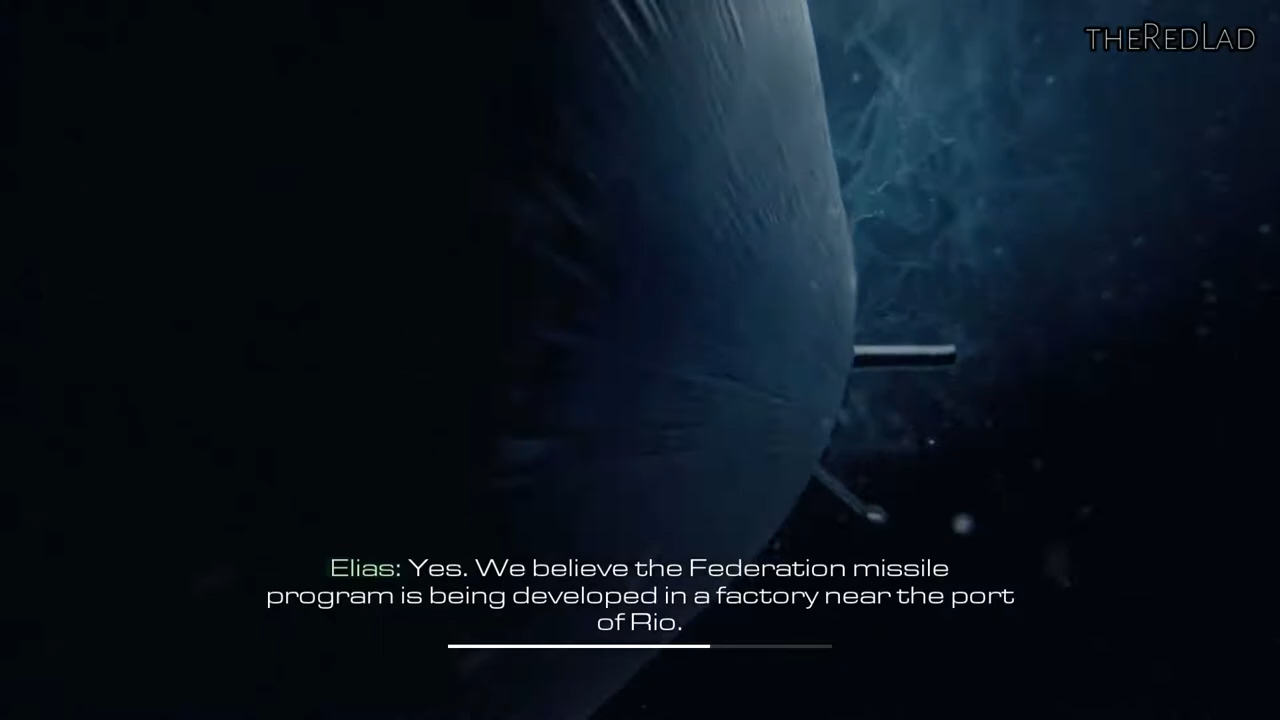 THEREDLAD
Elias: Yes. We believe the Federation missile
program is being developed in a factory near the port
of Rio.